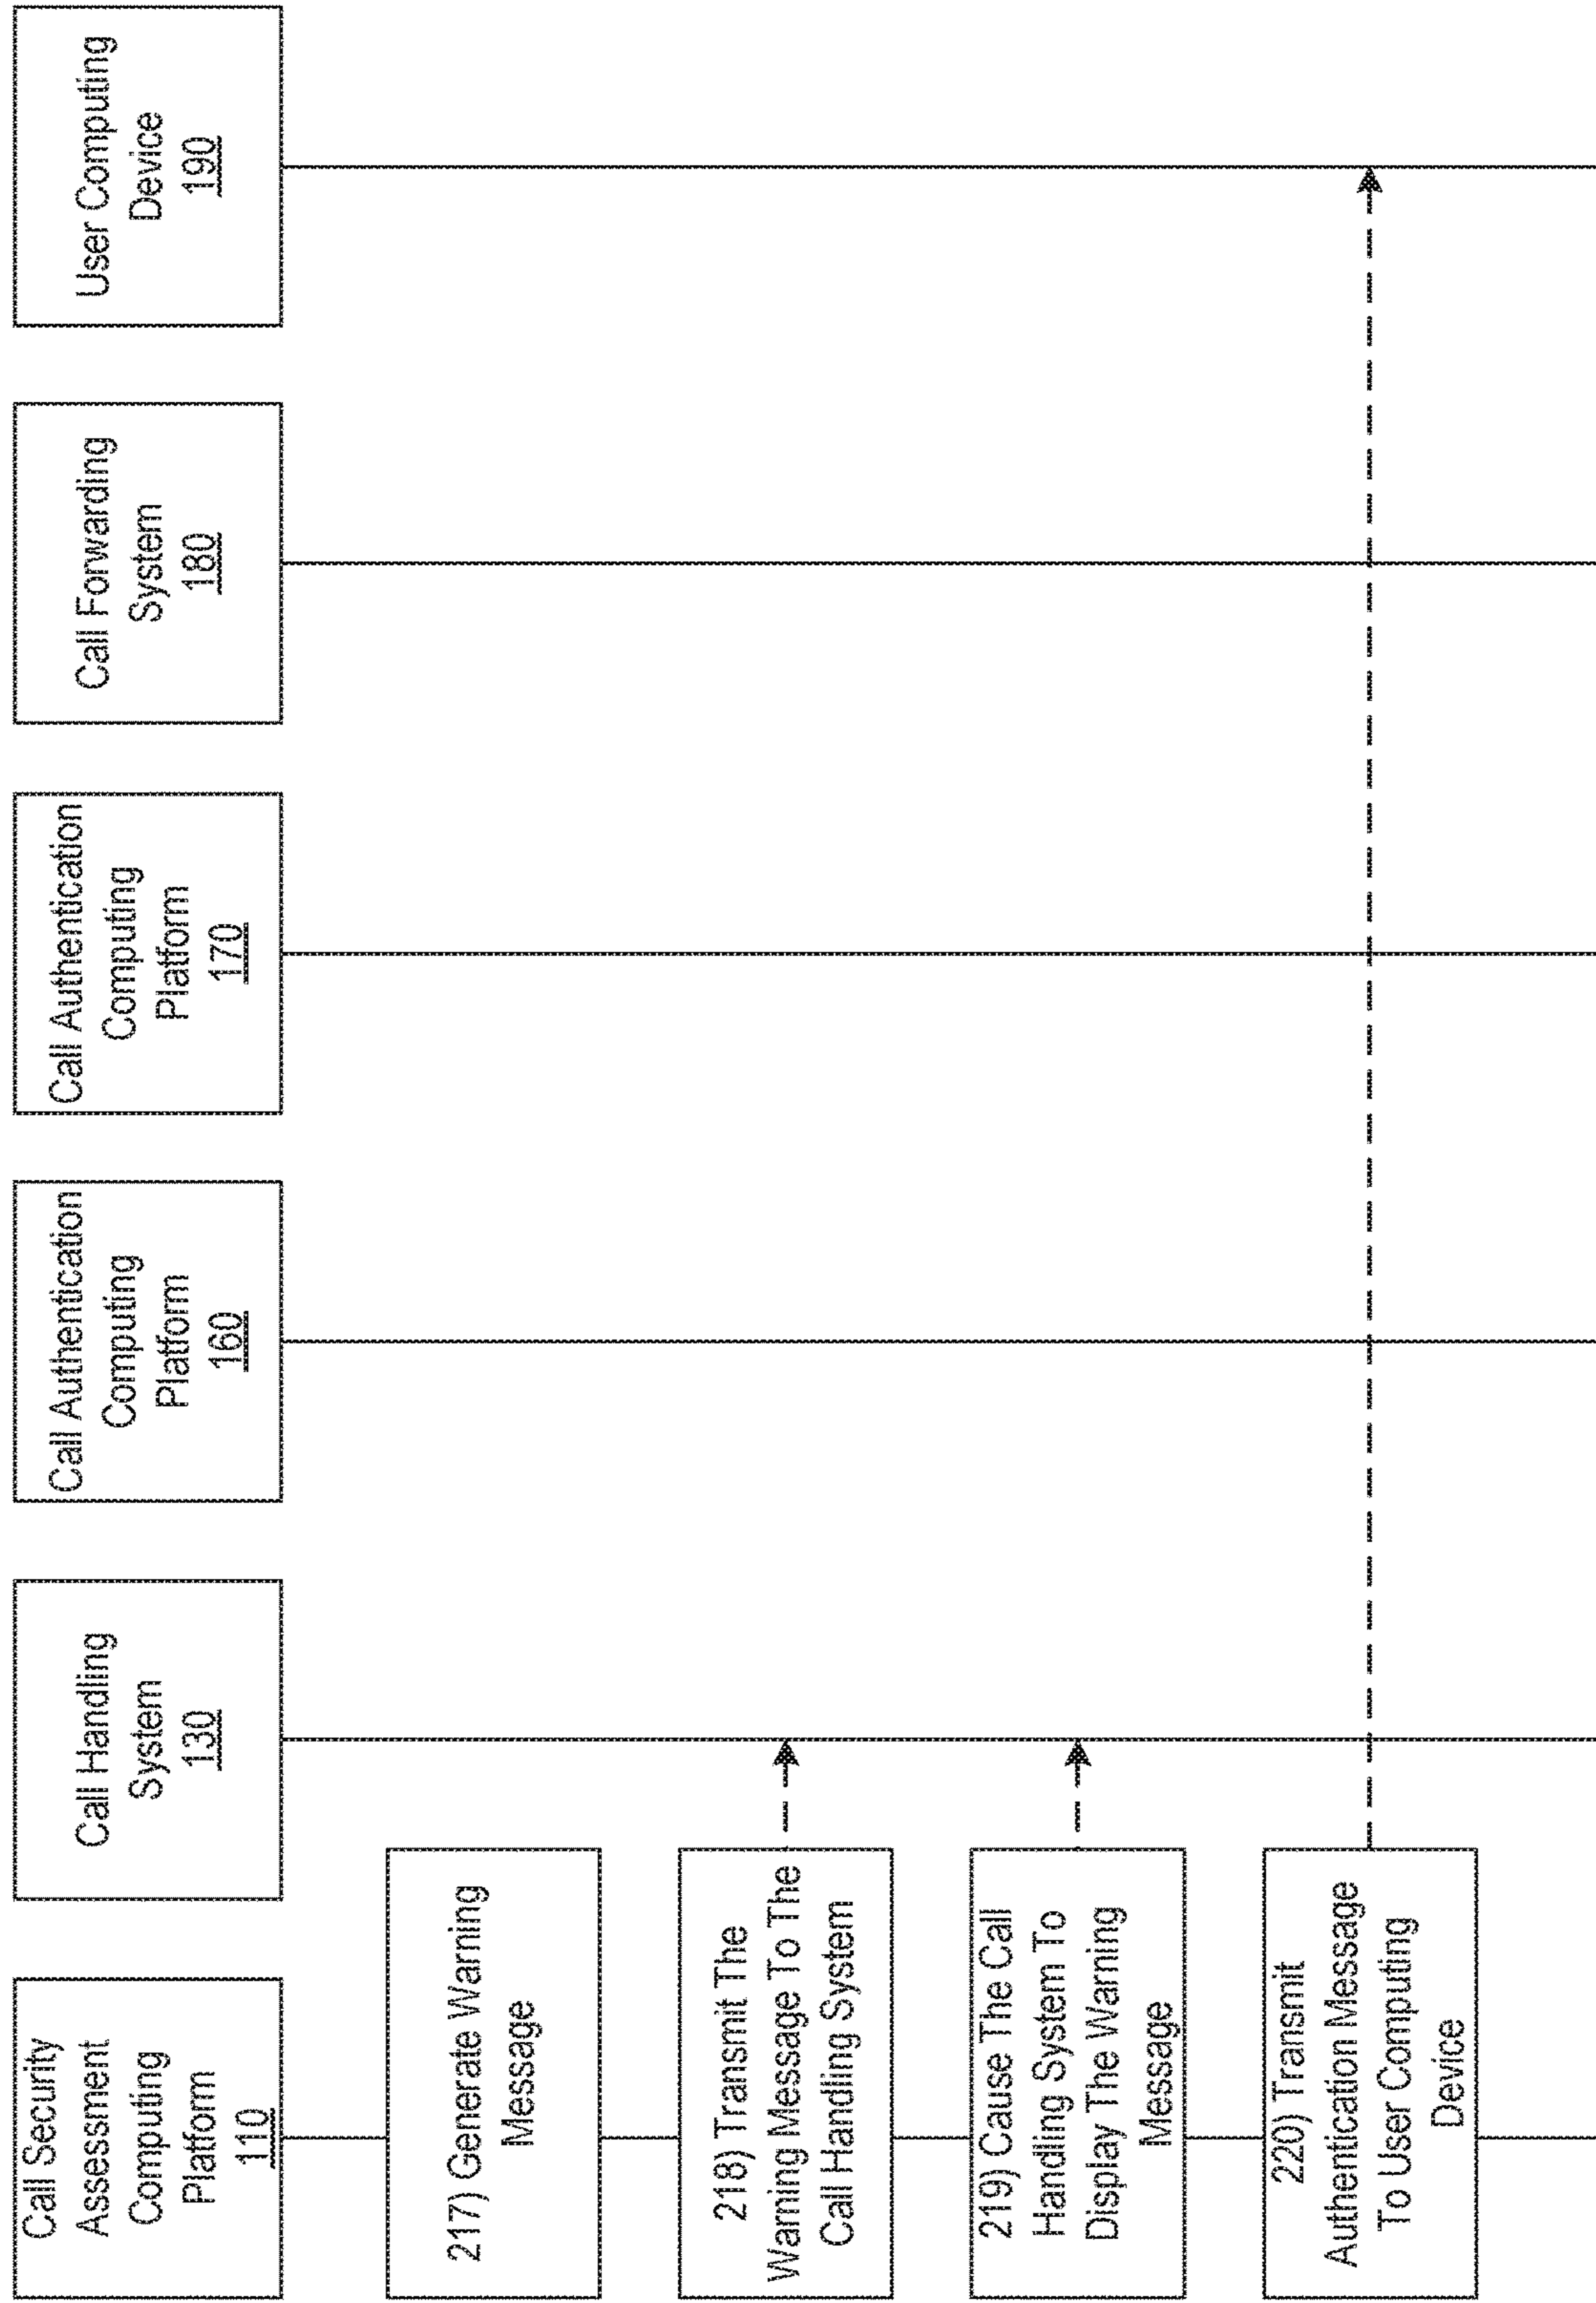 Call Security
Assessment
Computing
Platform
110
Call Handling
System
130
Call Authentication
Computing
Platform
160
Call Authentication
Computing
Platform
170
Call Forwarding
System
180
User Computing
Device
190
217) Generate Warning
Message
218) Transmit The
Warning Message To The
Call Handling System
219) Cause The Call
Handling System To
Display The Warning
Message
220) Transmit
Authentication Message
To User Computing
Device